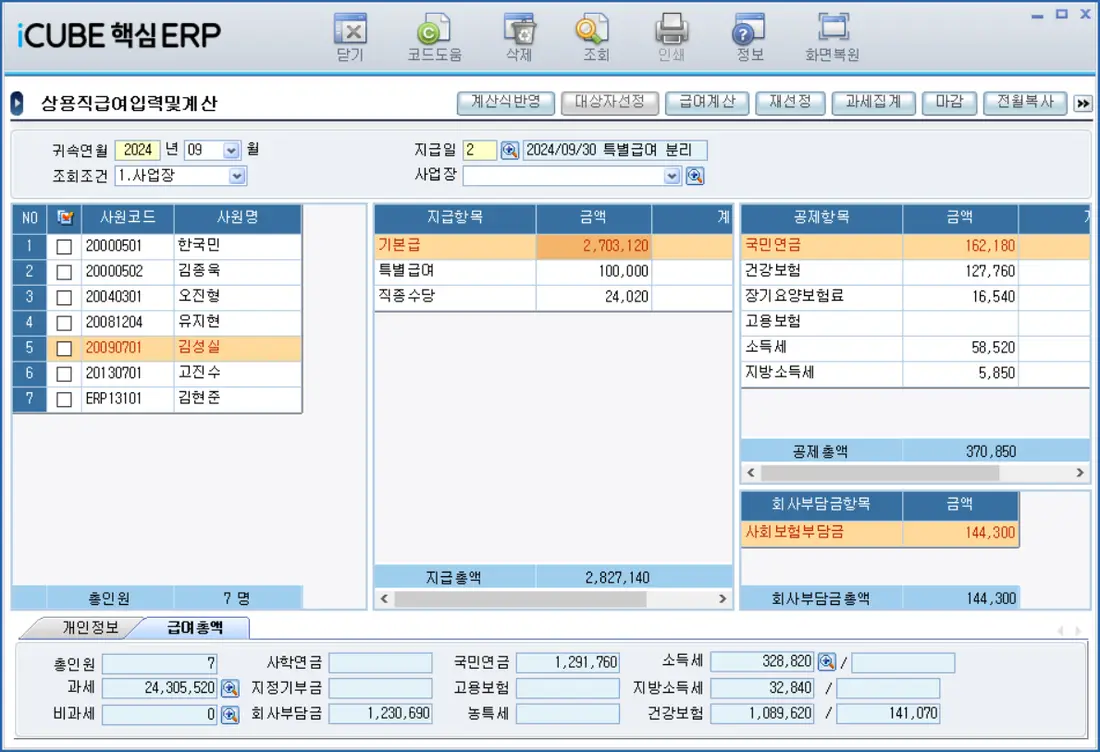 iCUBE 핵심ERP
닫기 코드도움 삭제 조회 인쇄 정보 화면복원
상용직급여입력및계산
계산식반영 대상자선정 급여계산 재선정 과세집계 마감 전월복사
귀속연월 2024 년 09 월 지급일 2 2024/09/30 특별급여 분리
조회조건 1.사업장 사업장
NO 사원코드 사원명
1 20000501 한국민
2 20000502 김종욱
3 20040301 오진형
4 20081204 유지현
5 20090701 김성실
6 20130701 고진수
7 ERP13101 김현준
총인원 7 명
지급항목 금액 계
기본급 2,703,120
특별급여 100,000
직종수당 24,020
지급총액 2,827,140
공제항목 금액
국민연금 162,180
건강보험 127,760
장기요양보험료 16,540
고용보험
소득세 58,520
지방소득세 5,850
공제총액 370,850
회사부담금항목 금액
사회보험부담금 144,300
회사부담금총액 144,300
개인정보 급여총액
총인원 7 사학연금 국민연금 1,291,760 소득세 328,820 /
과세 24,305,520 지정기부금 고용보험 지방소득세 32,840 /
비과세 0 회사부담금 1,230,690 농특세 건강보험 1,089,620 / 141,070